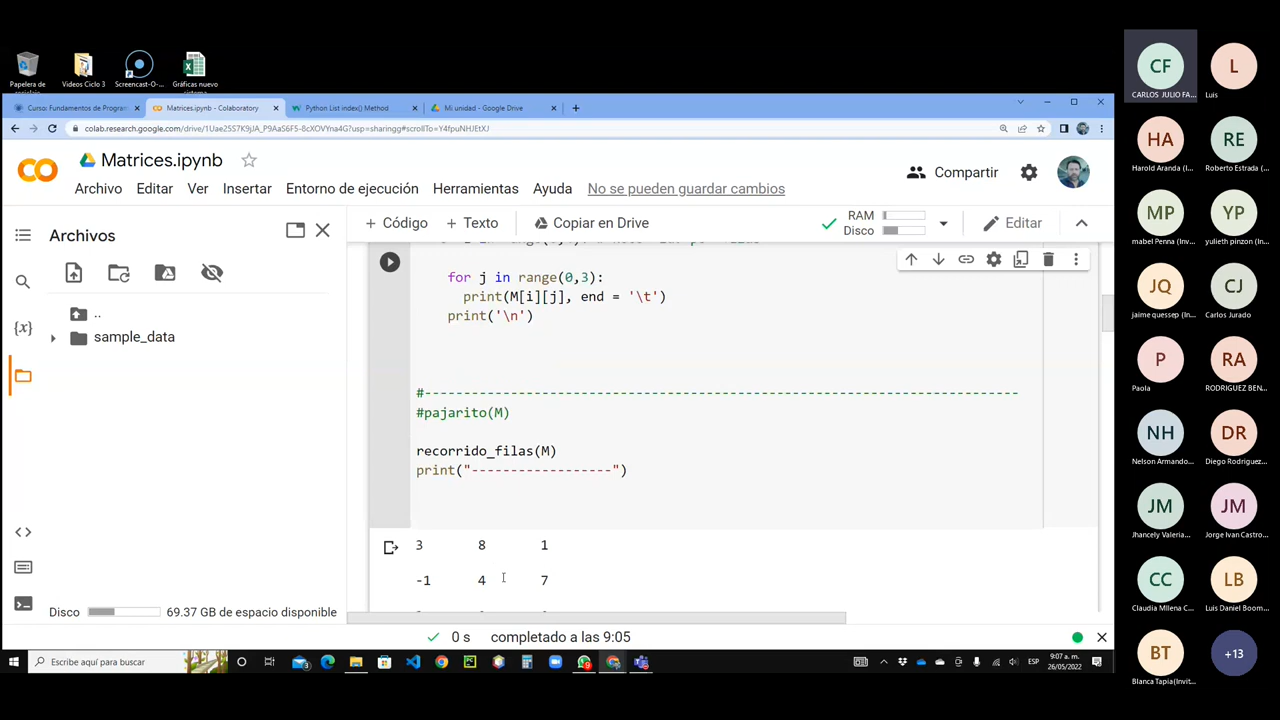 Papelera de reciclaje
Videos Ciclo 3
Screencast-O-...
Gráficas nuevo sistema
Curso: Fundamentos de Progra
Matrices.ipynb - Colaboratory
Python List index() Method
Mi unidad - Google Drive
colab.research.google.com/drive/1Uae25S7K9jJA_P9AaS6F5-8cXOVYna4G?usp=sharingg#scrollTo=Y4fpuNHJEtXJ
CO
Matrices.ipynb
Archivo Editar Ver Insertar Entorno de ejecución Herramientas Ayuda No se pueden guardar cambios
Compartir
+ Código + Texto Copiar en Drive
RAM
Disco
Editar
Archivos
..
sample_data
{x}
for j in range(0,3):
print(M[i][j], end = '\t')
print('\n')
#-------------------------------------------------------------------------
#pajarito(M)
recorrido_filas(M)
print("------------------")
3 8 1
-1 4 7
Disco 69.37 GB de espacio disponible
0 s completado a las 9:05
Escribe aquí para buscar
ESP
9:07 a. m.
26/05/2022
CF
CARLOS JULIO FA...
L
Luis
HA
Harold Aranda (I...
RE
Roberto Estrada (...
MP
mabel Penna (Inv...
YP
yulieth pinzon (In...
JQ
jaime quessep (In...
CJ
Carlos Jurado
P
Paola
RA
RODRIGUEZ BEN...
NH
Nelson Armando...
DR
Diego Rodriguez...
JM
Jhancely Valeria...
JM
Jorge Ivan Castro...
CC
Claudia MIlena C...
LB
Luis Daniel Boom...
BT
Blanca Tapia(Invit...
+13